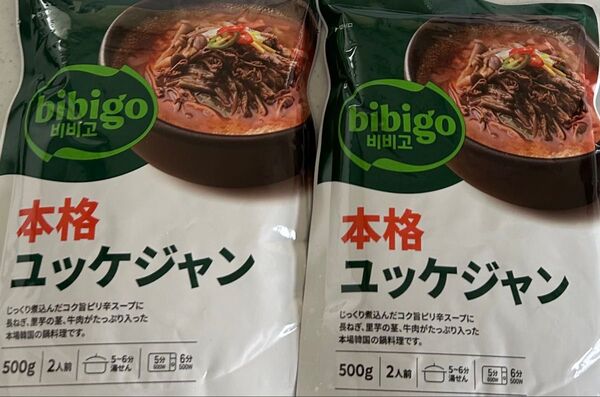 bibigo
비비고
本格
ユッケジャン
じっくり煮込んだコク旨ピリ辛スープに
長ねぎ、里芋の茎、牛肉がたっぷり入った
本場韓国の鍋料理です。
500g 2人前 5~6分 湯せん 5分 600W 6分 500W
bibigo
비비고
本格
ユッケジャン
じっくり煮込んだコク旨ピリ辛スープに
長ねぎ、里芋の茎、牛肉がたっぷり入った
本場韓国の鍋料理です。
500g 2人前 5~6分 湯せん 5分 600W 6分 500W